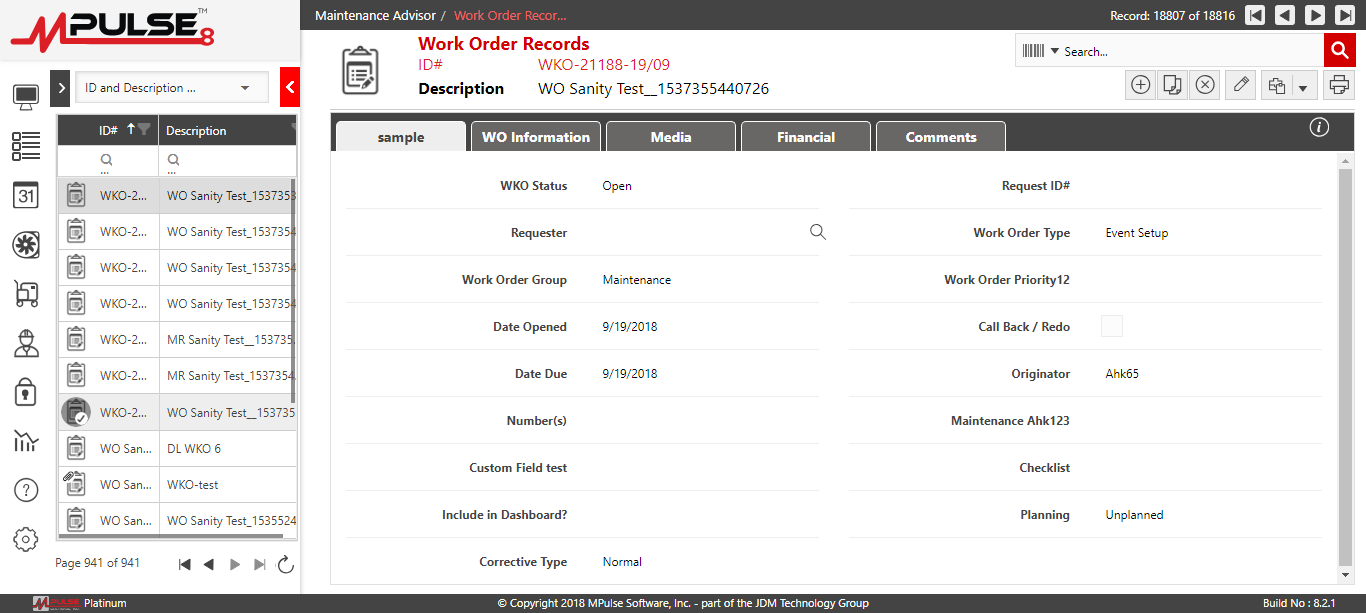 MPULSE 8 ™
Maintenance Advisor / Work Order Recor...
Record: 18807 of 18816
Work Order Records
ID# WKO-21188-19/09
Description WO Sanity Test__1537355440726
Search...
ID and Description ...
ID# Description
...
...
WKO-2... WO Sanity Test_153735
WKO-2... WO Sanity Test_1537354
WKO-2... WO Sanity Test_1537354
WKO-2... WO Sanity Test_1537354
WKO-2... MR Sanity Test__153735
WKO-2... MR Sanity Test_1537354
WKO-2... WO Sanity Test__153735
WO San... DL WKO 6
WO San... WKO-test
WO San... WO Sanity Test_1535524
Page 941 of 941
31
?
sample WO Information Media Financial Comments
i
WKO Status Open
Request ID#
Requester
Work Order Type Event Setup
Work Order Group Maintenance
Work Order Priority12
Date Opened 9/19/2018
Call Back / Redo
Date Due 9/19/2018
Originator Ahk65
Number(s)
Maintenance Ahk123
Custom Field test
Checklist
Include in Dashboard?
Planning Unplanned
Corrective Type Normal
MPULSE Platinum
© Copyright 2018 MPulse Software, Inc. - part of the JDM Technology Group
Build No : 8.2.1